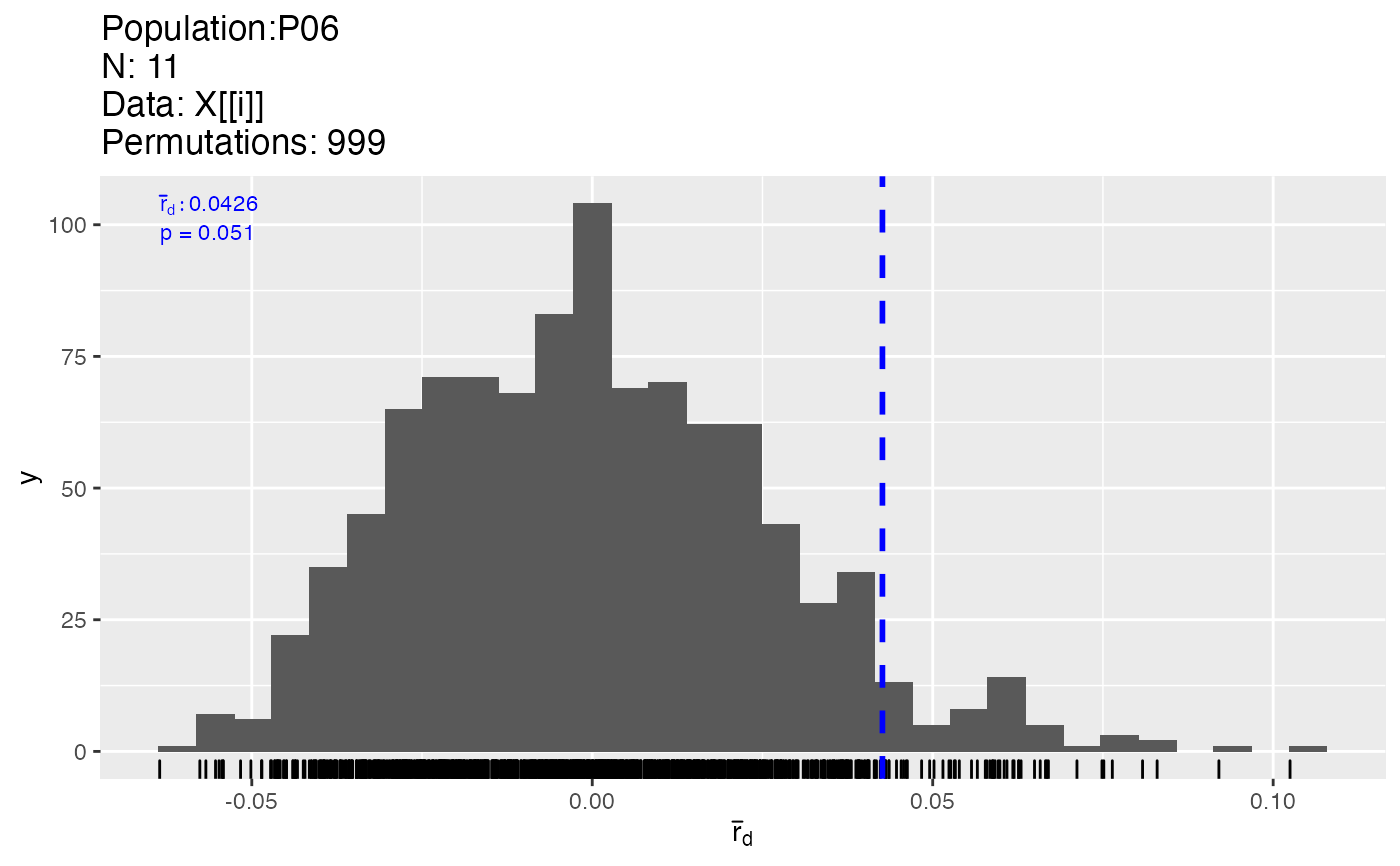 Population:P06
N: 11
Data: X[[i]]
Permutations: 999
r̄d : 0.0426
p = 0.051
100
75
50
25
0
y
-0.05 0.00 0.05 0.10
r̄d